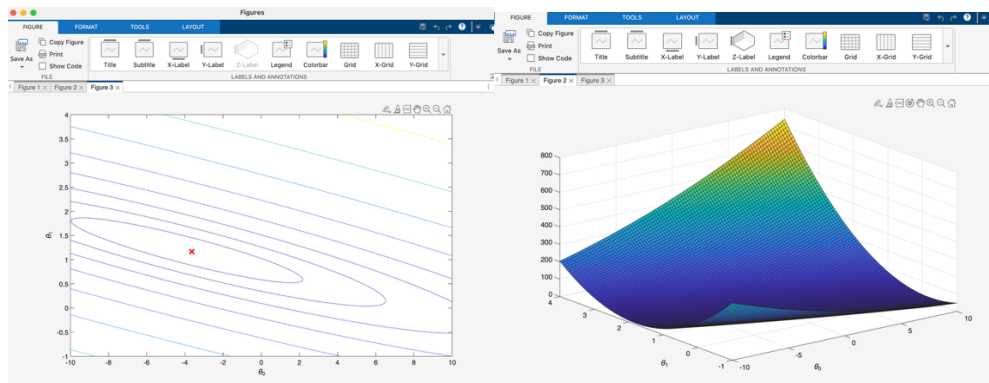 Figures
FIGURE FORMAT TOOLS LAYOUT
Save As
Copy Figure
Print
Show Code
FILE
Title Subtitle X-Label Y-Label Z-Label Legend Colorbar Grid X-Grid Y-Grid
LABELS AND ANNOTATIONS
Figure 1 × Figure 2 × Figure 3 ×
4
3.5
3
2.5
2
1.5
1
0.5
0
-0.5
-1
θ1
-10 -8 -6 -4 -2 0 2 4 6 8 10
θ0
FIGURE FORMAT TOOLS LAYOUT
Save As
Copy Figure
Print
Show Code
FILE
Title Subtitle X-Label Y-Label Z-Label Legend Colorbar Grid X-Grid Y-Grid
LABELS AND ANNOTATIONS
Figure 1 × Figure 2 × Figure 3 ×
800
700
600
500
400
300
200
100
0
4
3
2
1
0
-1
θ1
-10
-5
0
5
10
θ0